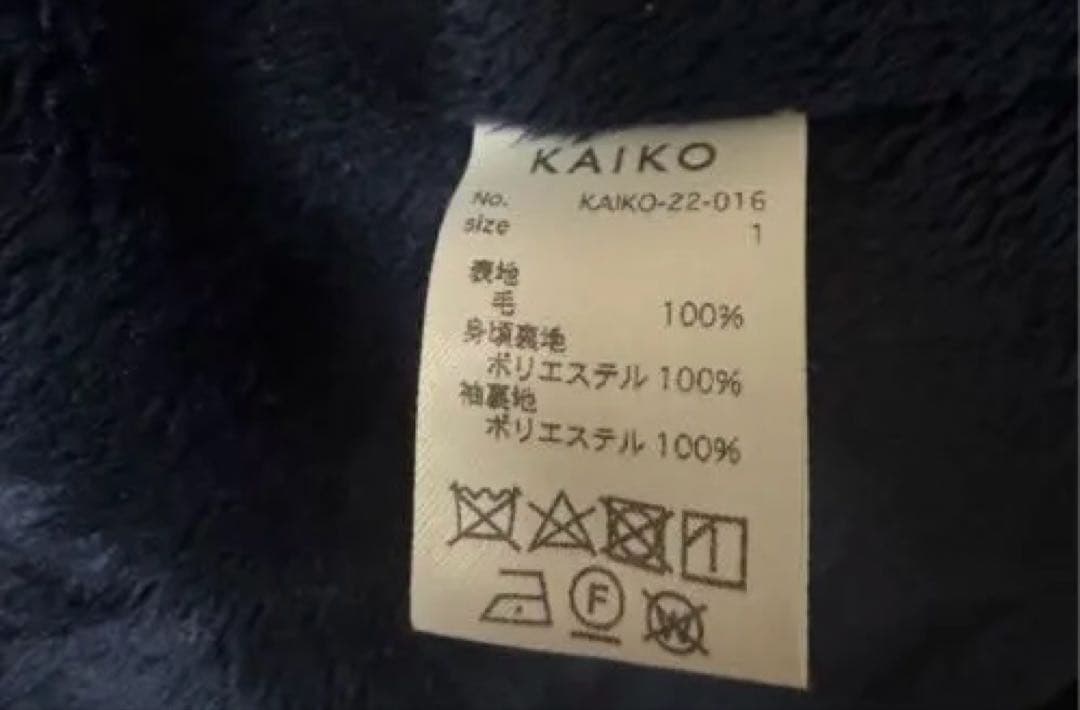 KAIKO
No. KAIKO-22-016
size 1
表地
毛 100%
身頃裏地
ポリエステル 100%
袖裏地
ポリエステル 100%
F
W